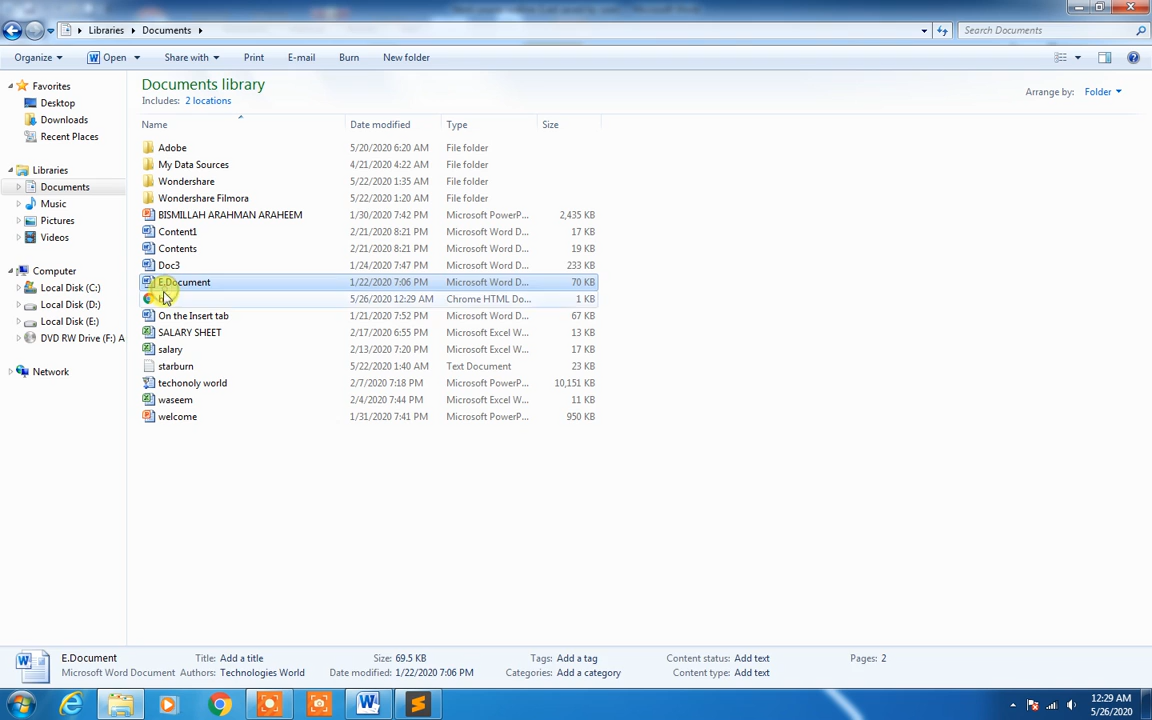 Libraries Documents
Search Documents
Organize Open Share with Print E-mail Burn New folder
Documents library
Includes: 2 locations
Arrange by: Folder
Name Date modified Type Size
Adobe 5/20/2020 6:20 AM File folder
My Data Sources 4/21/2020 4:22 AM File folder
Wondershare 5/22/2020 1:35 AM File folder
Wondershare Filmora 5/22/2020 1:20 AM File folder
BISMILLAH ARAHMAN ARAHEEM 1/30/2020 7:42 PM Microsoft PowerP... 2,435 KB
Content1 2/21/2020 8:21 PM Microsoft Word D... 17 KB
Contents 2/21/2020 8:21 PM Microsoft Word D... 19 KB
Doc3 1/24/2020 7:47 PM Microsoft Word D... 233 KB
E.Document 1/22/2020 7:06 PM Microsoft Word D... 70 KB
5/26/2020 12:29 AM Chrome HTML Do... 1 KB
On the Insert tab 1/21/2020 7:52 PM Microsoft Word D... 67 KB
SALARY SHEET 2/17/2020 6:55 PM Microsoft Excel W... 13 KB
salary 2/13/2020 7:20 PM Microsoft Excel W... 17 KB
starburn 5/22/2020 1:40 AM Text Document 23 KB
techonoly world 2/7/2020 7:18 PM Microsoft PowerP... 10,151 KB
waseem 2/4/2020 7:44 PM Microsoft Excel W... 11 KB
welcome 1/31/2020 7:41 PM Microsoft PowerP... 950 KB
Favorites
Desktop
Downloads
Recent Places
Libraries
Documents
Music
Pictures
Videos
Computer
Local Disk (C:)
Local Disk (D:)
Local Disk (E:)
DVD RW Drive (F:) A
Network
E.Document Title: Add a title Size: 69.5 KB Tags: Add a tag Content status: Add text Pages: 2
Microsoft Word Document Authors: Technologies World Date modified: 1/22/2020 7:06 PM Categories: Add a category Content type: Add text
12:29 AM
5/26/2020